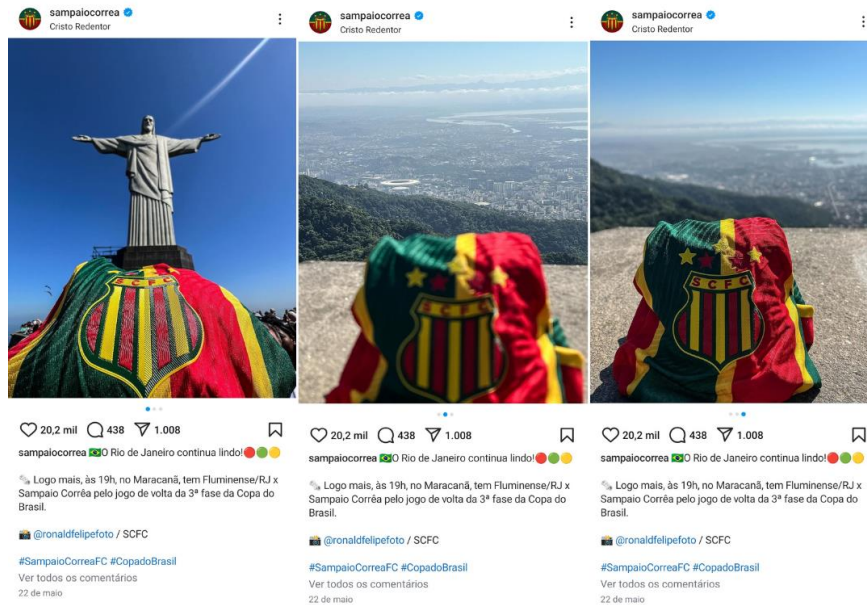 sampaiocorrea
Cristo Redentor
SCFC
20,2 mil 438 1.008
sampaiocorrea 🇧🇷O Rio de Janeiro continua lindo!🔴🟢🟡
🗞️ Logo mais, às 19h, no Maracanã, tem Fluminense/RJ x
Sampaio Corrêa pelo jogo de volta da 3ª fase da Copa do
Brasil.
📸 @ronaldfelipefoto / SCFC
#SampaioCorreaFC #CopadoBrasil
Ver todos os comentários
22 de maio
sampaiocorrea
Cristo Redentor
SCFC
20,2 mil 438 1.008
sampaiocorrea 🇧🇷O Rio de Janeiro continua lindo!🔴🟢🟡
🗞️ Logo mais, às 19h, no Maracanã, tem Fluminense/RJ x
Sampaio Corrêa pelo jogo de volta da 3ª fase da Copa do
Brasil.
📸 @ronaldfelipefoto / SCFC
#SampaioCorreaFC #CopadoBrasil
Ver todos os comentários
22 de maio
sampaiocorrea
Cristo Redentor
SCFC
20,2 mil 438 1.008
sampaiocorrea 🇧🇷O Rio de Janeiro continua lindo!🔴🟢🟡
🗞️ Logo mais, às 19h, no Maracanã, tem Fluminense/RJ x
Sampaio Corrêa pelo jogo de volta da 3ª fase da Copa do
Brasil.
📸 @ronaldfelipefoto / SCFC
#SampaioCorreaFC #CopadoBrasil
Ver todos os comentários
22 de maio